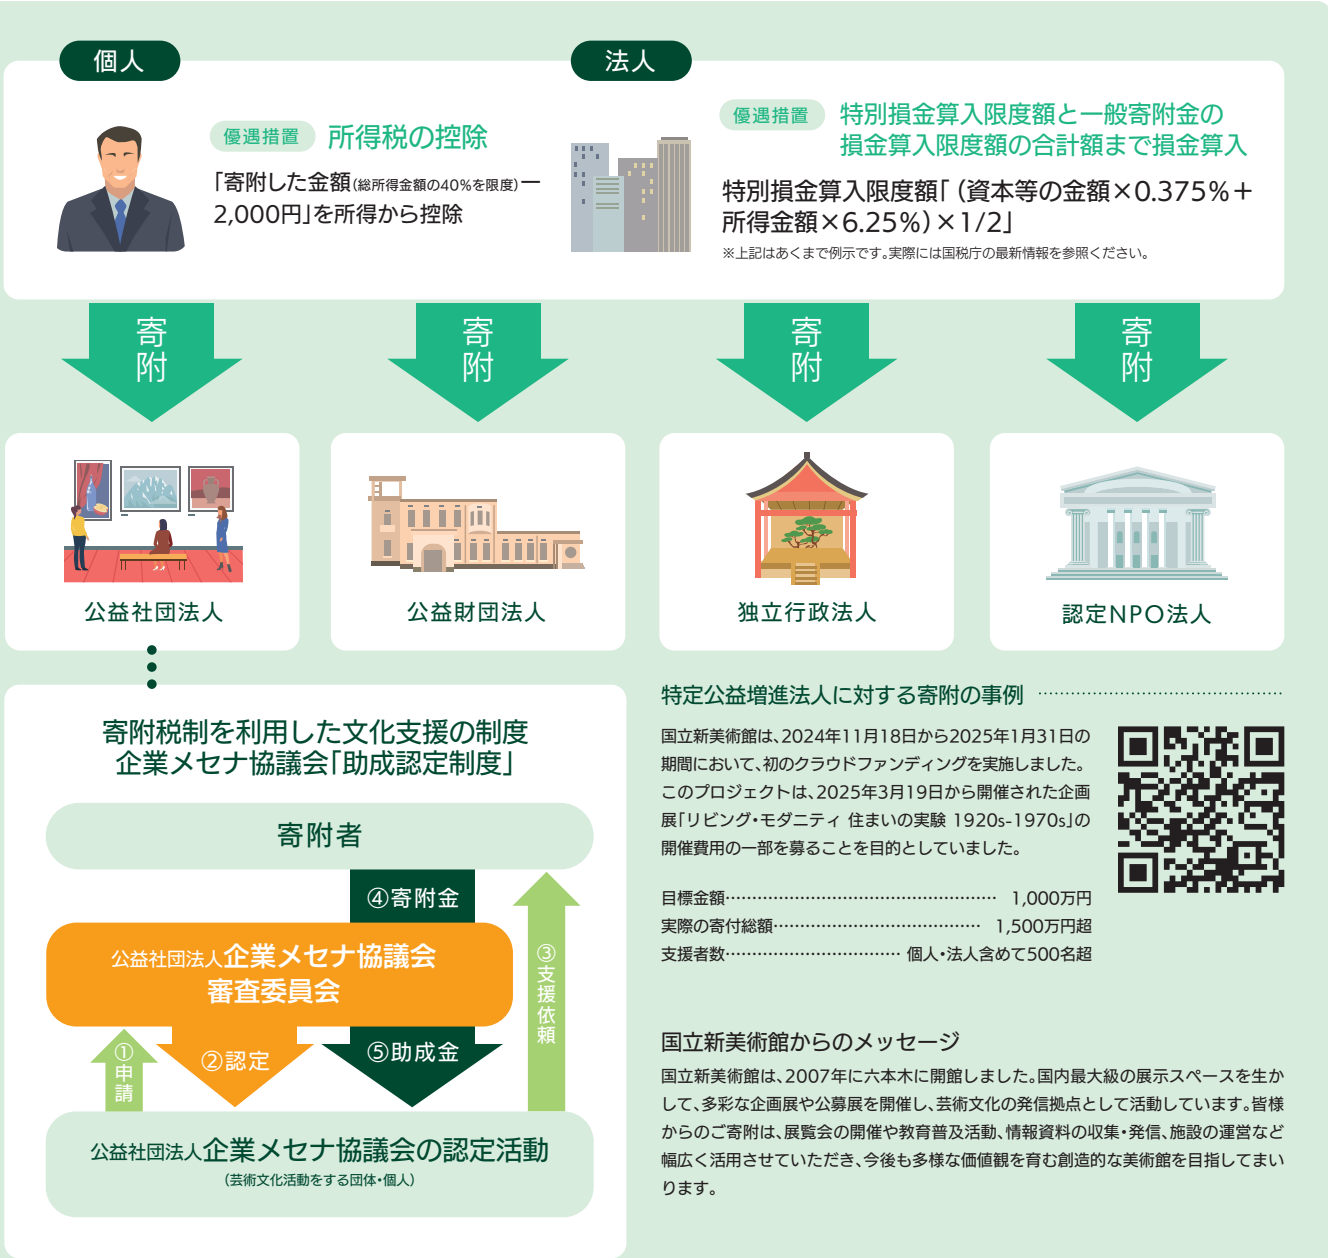 個人
優遇措置 所得税の控除
「寄附した金額(総所得金額の40%を限度)ー
2,000円」を所得から控除
法人
優遇措置 特別損金算入限度額と一般寄附金の
損金算入限度額の合計額まで損金算入
特別損金算入限度額「(資本等の金額×0.375%＋
所得金額×6.25%)×1/2」
※上記はあくまで例示です。実際には国税庁の最新情報を参照ください。
寄附
寄附
寄附
寄附
公益社団法人
公益財団法人
独立行政法人
認定NPO法人
寄附税制を利用した文化支援の制度
企業メセナ協議会「助成認定制度」
寄附者
④寄附金
公益社団法人企業メセナ協議会
審査委員会
③支援依頼
①申請
②認定
⑤助成金
公益社団法人企業メセナ協議会の認定活動
(芸術文化活動をする団体・個人)
特定公益増進法人に対する寄附の事例
国立新美術館は、2024年11月18日から2025年1月31日の
期間において、初のクラウドファンディングを実施しました。
このプロジェクトは、2025年3月19日から開催された企画
展「リビング・モダニティ 住まいの実験 1920s-1970s」の
開催費用の一部を募ることを目的としていました。
目標金額………………………………………… 1,000万円
実際の寄付総額………………………………… 1,500万円超
支援者数…………………………… 個人・法人含めて500名超
国立新美術館からのメッセージ
国立新美術館は、2007年に六本木に開館しました。国内最大級の展示スペースを生か
して、多彩な企画展や公募展を開催し、芸術文化の発信拠点として活動しています。皆様
からのご寄附は、展覧会の開催や教育普及活動、情報資料の収集・発信、施設の運営など
幅広く活用させていただき、今後も多様な価値観を育む創造的な美術館を目指してまい
ります。